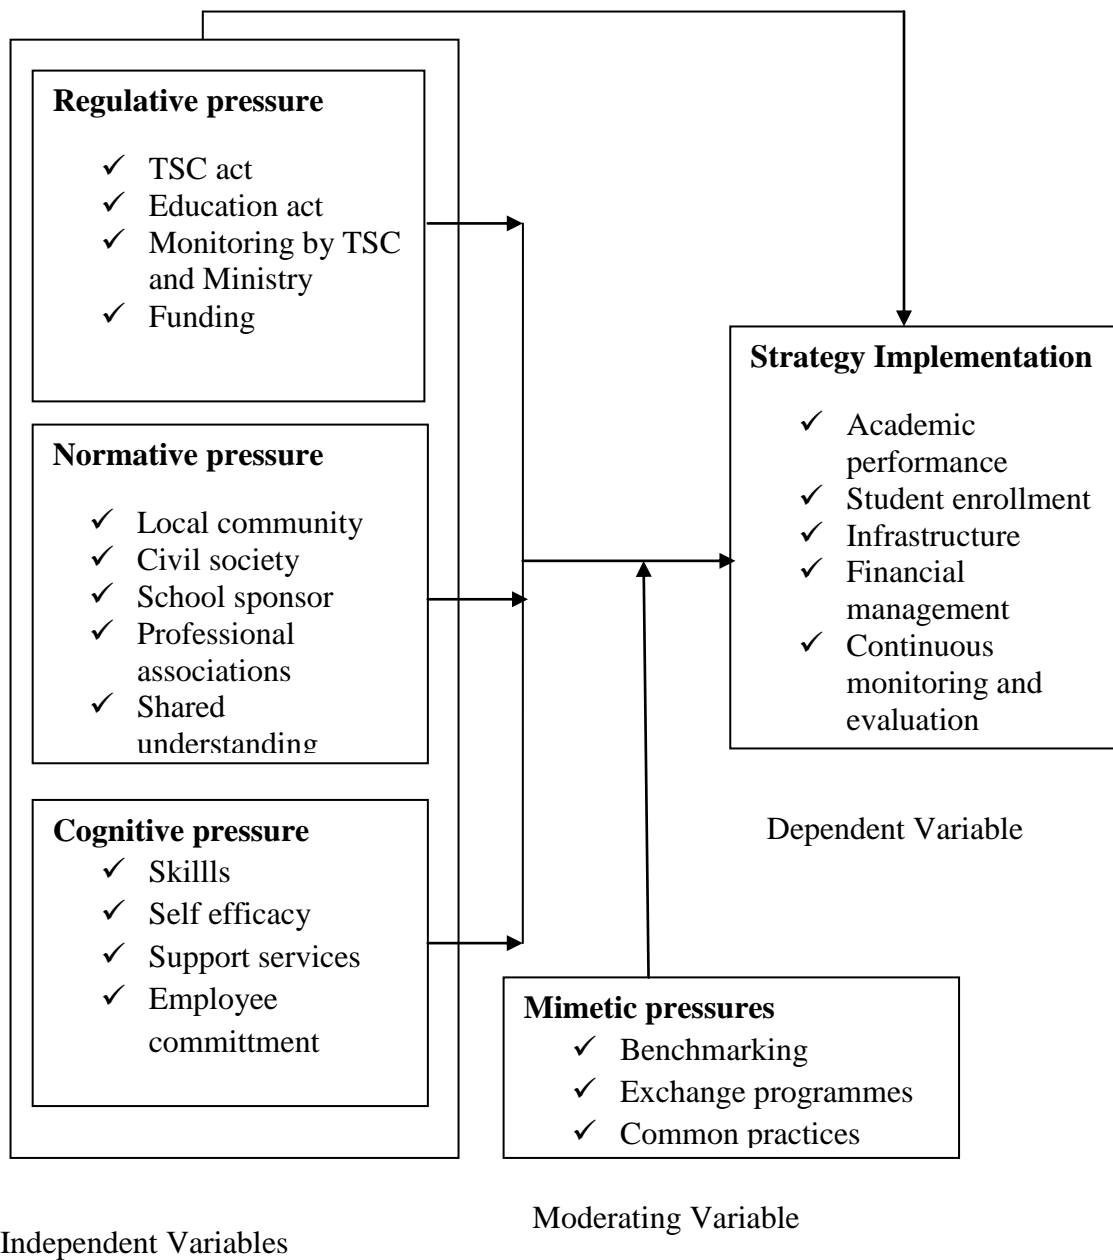 Regulative pressure
✓ TSC act
✓ Education act
✓ Monitoring by TSC
and Ministry
✓ Funding
Normative pressure
✓ Local community
✓ Civil society
✓ School sponsor
✓ Professional
associations
✓ Shared
understanding
Cognitive pressure
✓ Skillls
✓ Self efficacy
✓ Support services
✓ Employee
committment
Independent Variables
Strategy Implementation
✓ Academic
performance
✓ Student enrollment
✓ Infrastructure
✓ Financial
management
✓ Continuous
monitoring and
evaluation
Dependent Variable
Mimetic pressures
✓ Benchmarking
✓ Exchange programmes
✓ Common practices
Moderating Variable